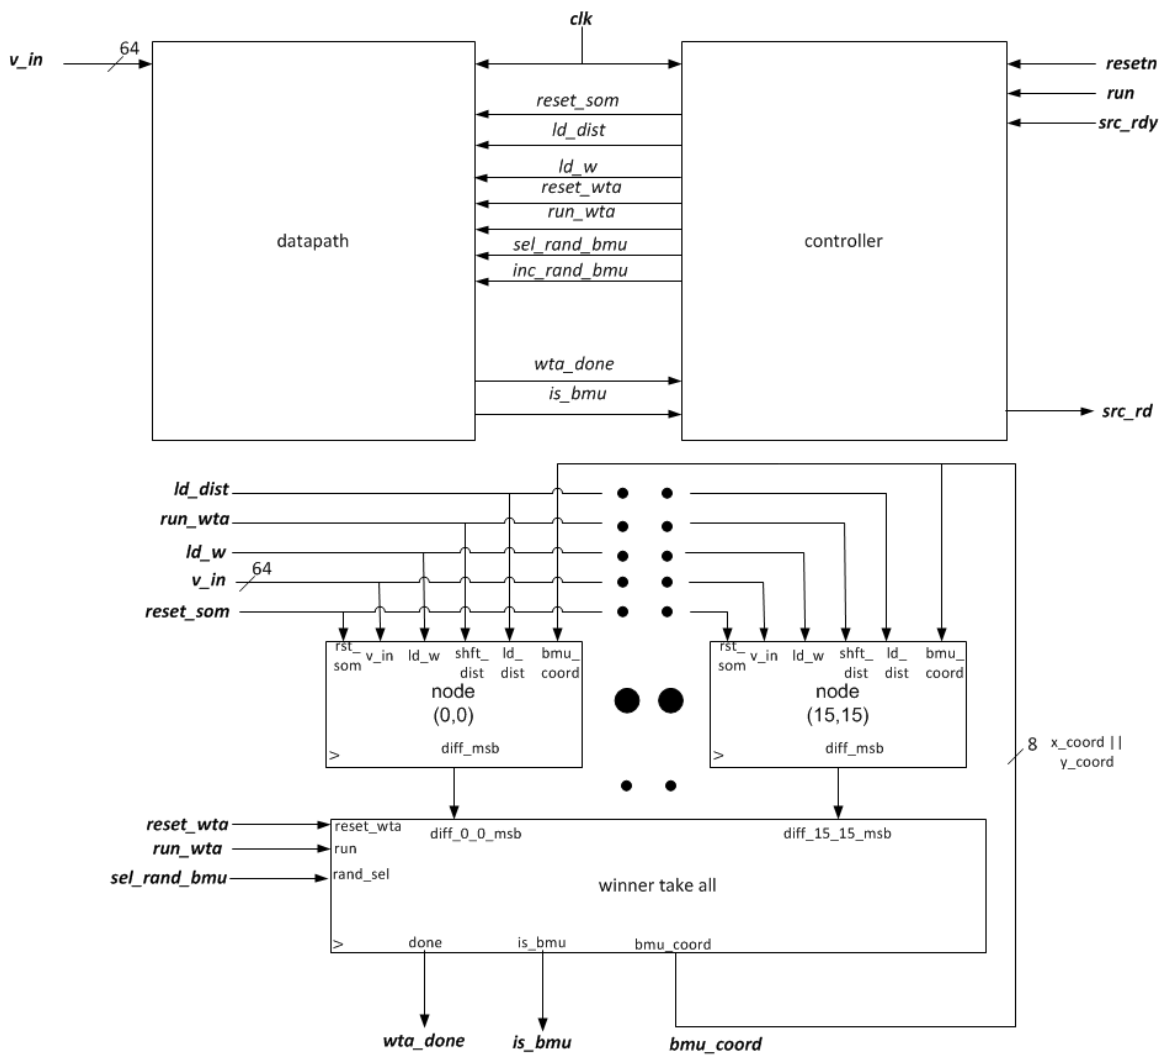 clk
v_in
64
resetn
run
src_rdy
reset_som
ld_dist
ld_w
reset_wta
run_wta
sel_rand_bmu
inc_rand_bmu
datapath
controller
wta_done
is_bmu
src_rd
ld_dist
run_wta
ld_w
v_in
64
reset_som
rst_
som
v_in
ld_w
shft_
dist
ld_
dist
bmu_
coord
node
(0,0)
>
diff_msb
rst_
som
v_in
ld_w
shft_
dist
ld_
dist
bmu_
coord
node
(15,15)
>
diff_msb
8
x_coord ||
y_coord
reset_wta
run_wta
sel_rand_bmu
reset_wta
run
rand_sel
diff_0_0_msb
diff_15_15_msb
winner take all
>
done
is_bmu
bmu_coord
wta_done
is_bmu
bmu_coord